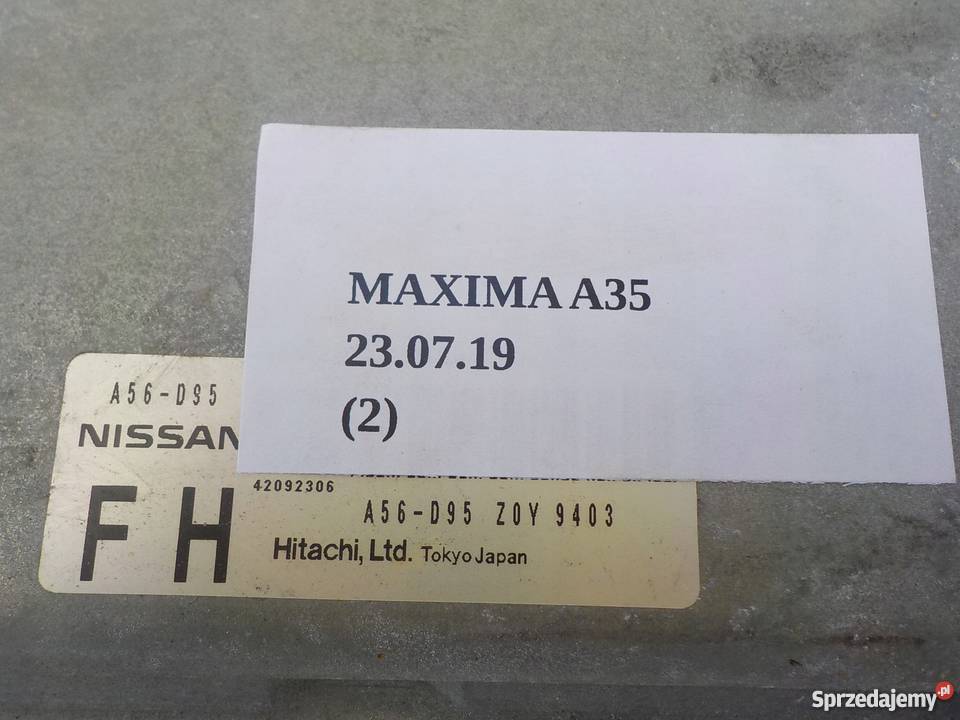 MAXIMA A35
23.07.19
(2)
A56-D95
NISSAN
FH
42092306
A56-D95 Z0Y 9403
Hitachi, Ltd. Tokyo Japan
Sprzedajemy.pl